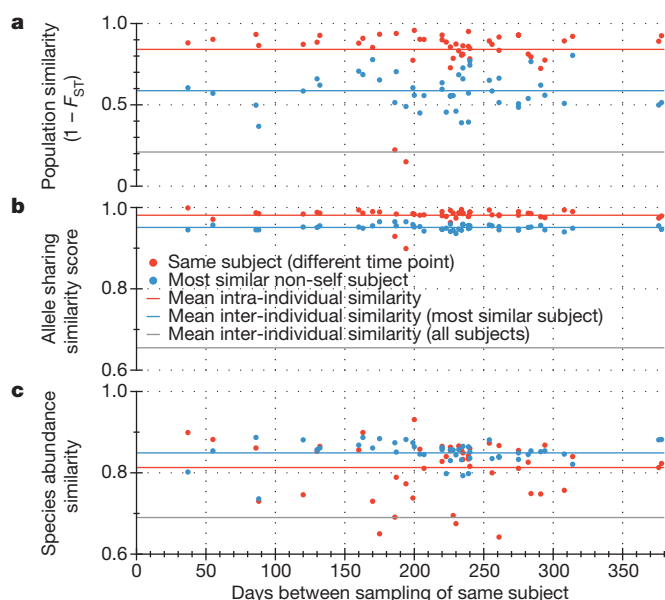 a
Population similarity
(1 − FST)
1.0
0.5
0
b
Allele sharing
similarity score
1.0
0.8
0.6
Same subject (different time point)
Most similar non-self subject
Mean intra-individual similarity
Mean inter-individual similarity (most similar subject)
Mean inter-individual similarity (all subjects)
c
Species abundance
similarity
1.0
0.8
0.6
0 50 100 150 200 250 300 350
Days between sampling of same subject